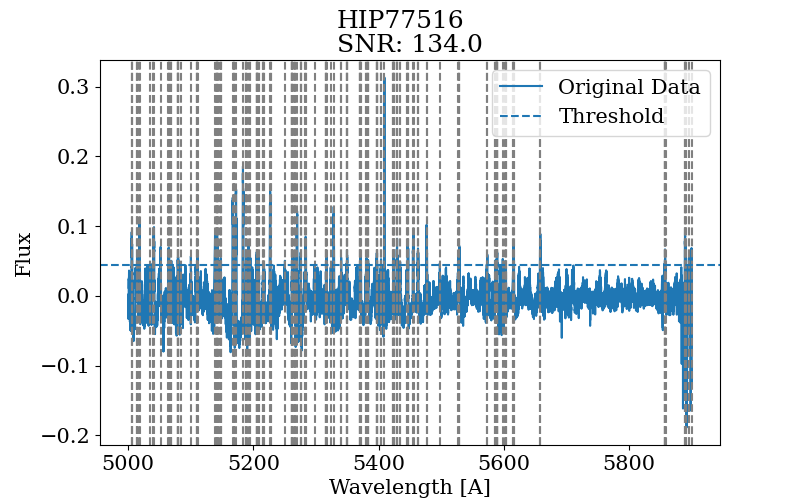 HIP77516
SNR: 134.0
Original Data
Threshold
0.3
0.2
0.1
0.0
−0.1
−0.2
Flux
5000 5200 5400 5600 5800
Wavelength [A]